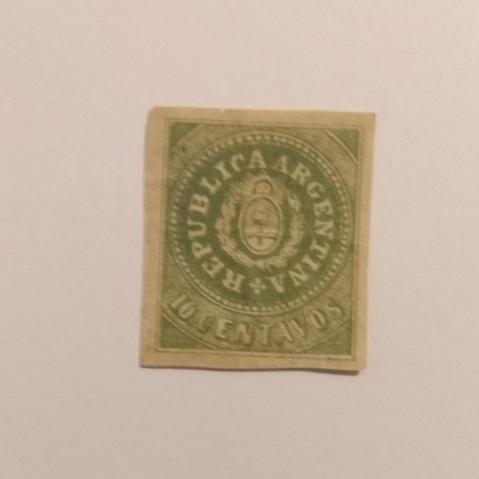 REPUBLICA ARGENTINA
10. CENTAVOS.